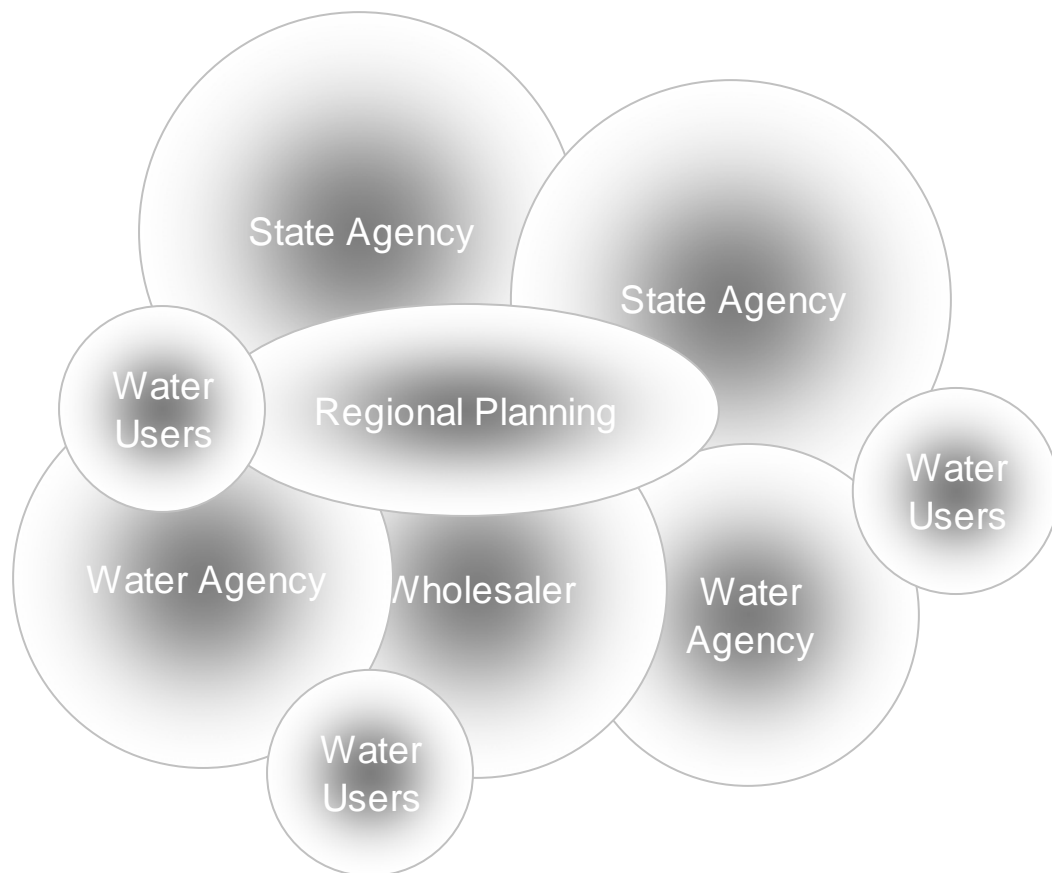 State Agency
State Agency
Water
Users
Regional Planning
Water
Users
Water Agency
Wholesaler
Water
Agency
Water
Users